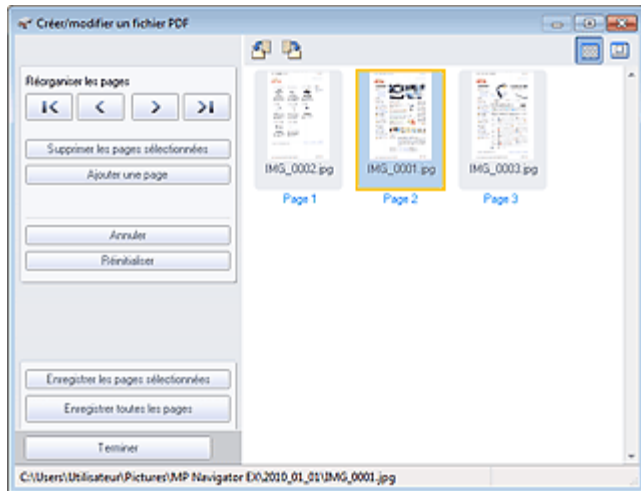 Créer/modifier un fichier PDF
Réorganiser les pages
Supprimer les pages sélectionnées
Ajouter une page
Annuler
Réinitialiser
Enregistrer les pages sélectionnées
Enregistrer toutes les pages
Terminer
IMG_0002.jpg
IMG_0001.jpg
IMG_0003.jpg
Page 1
Page 2
Page 3
C:\Users\Utilisateur\Pictures\MP Navigator EX\2010_01_01\IMG_0001.jpg